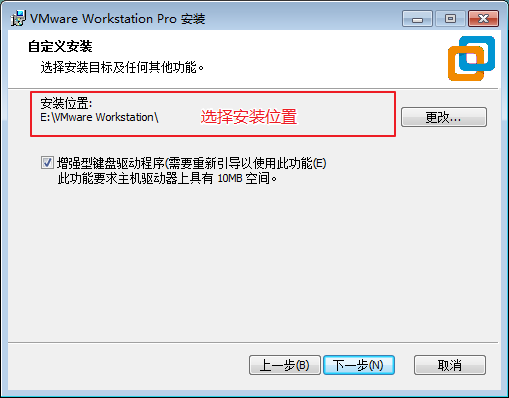 VMware Workstation Pro 安装
自定义安装
选择安装目标及任何其他功能。
安装位置:
E:\VMware Workstation\
选择安装位置
更改...
增强型键盘驱动程序(需要重新引导以使用此功能(E)
此功能要求主机驱动器上具有 10MB 空间。
上一步(B)
下一步(N)
取消